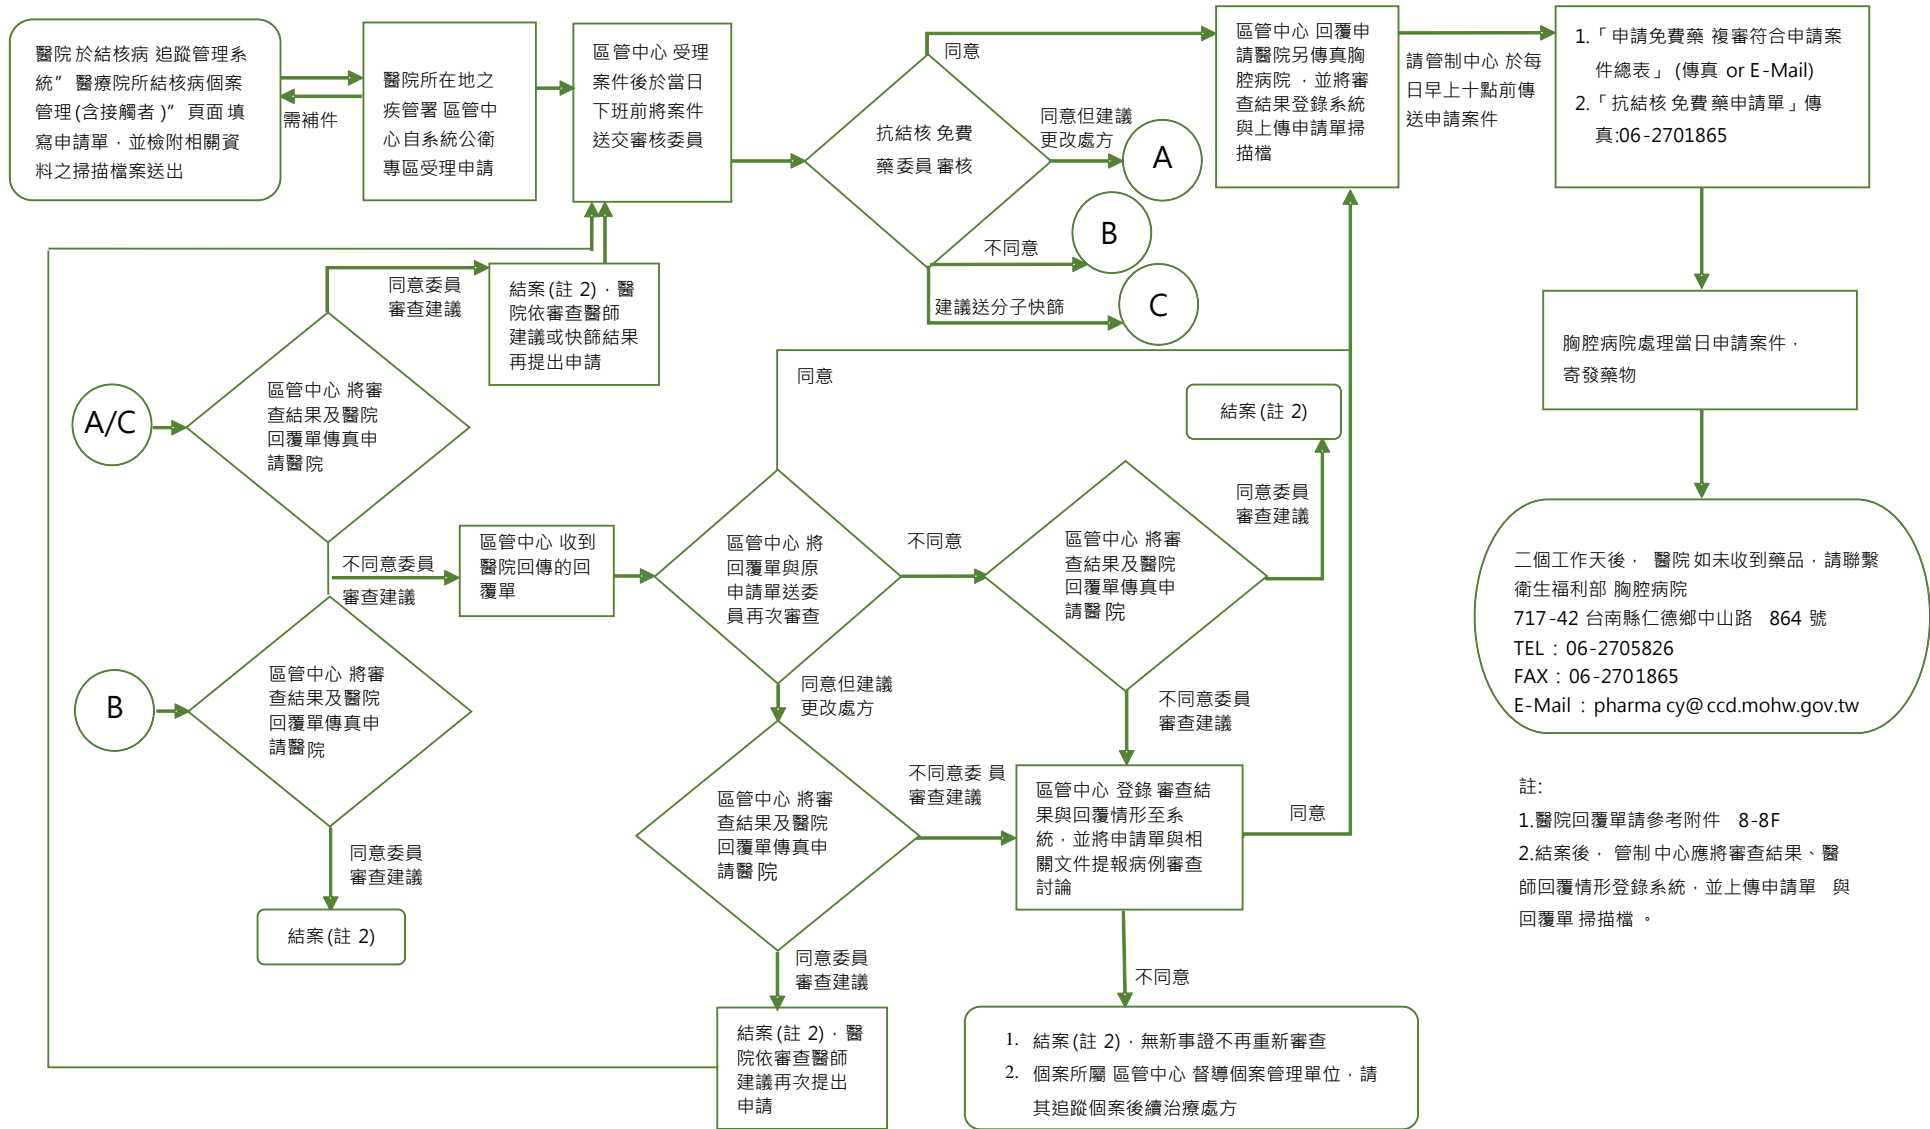 醫院於結核病 追蹤管理系
統”醫療院所結核病個案
管理(含接觸者)”頁面填
寫申請單，並檢附相關資
料之掃描檔案送出
需補件
醫院所在地之
疾管署 區管中
心自系統公衛
專區受理申請
區管中心 受理
案件後於當日
下班前將案件
送交審核委員
抗結核 免費
藥委員 審核
同意
同意但建議
更改處方
A
不同意
B
建議送分子快篩
C
區管中心 回覆申
請醫院另傳真胸
腔病院，並將審
查結果登錄系統
與上傳申請單掃
描檔
請管制中心 於每
日早上十點前傳
送申請案件
1.「申請免費藥 複審符合申請案
件總表」(傳真 or E-Mail)
2.「抗結核 免費 藥申請單」傳
真:06-2701865
胸腔病院處理當日申請案件，
寄發藥物
二個工作天後， 醫院如未收到藥品，請聯繫
衛生福利部 胸腔病院
717-42 台南縣仁德鄉中山路 864 號
TEL：06-2705826
FAX：06-2701865
E-Mail：pharmacy@ccd.mohw.gov.tw
註:
1.醫院回覆單請參考附件 8-8F
2.結案後， 管制中心應將審查結果、醫
師回覆情形登錄系統，並上傳申請單 與
回覆單 掃描檔 。
A/C
區管中心 將審
查結果及醫院
回覆單傳真申
請醫院
同意委員
審查建議
結案(註 2)，醫
院依審查醫師
建議或快篩結果
再提出申請
不同意委員
審查建議
區管中心 收到
醫院回傳的回
覆單
區管中心 將
回覆單與原
申請單送委
員再次審查
同意
不同意
區管中心 將審
查結果及醫院
回覆單傳真申
請醫院
同意委員
審查建議
結案(註 2)
B
區管中心 將審
查結果及醫院
回覆單傳真申
請醫院
同意委員
審查建議
結案(註 2)
同意但建議
更改處方
區管中心 將審
查結果及醫院
回覆單傳真申
請醫院
不同意委員
審查建議
同意委員
審查建議
結案(註 2)，醫
院依審查醫師
建議再次提出
申請
不同意委員
審查建議
區管中心 登錄 審查結
果與回覆情形至系
統，並將申請單與相
關文件提報病例審查
討論
同意
不同意
1. 結案(註 2)，無新事證不再重新審查
2. 個案所屬 區管中心 督導個案管理單位，請
其追蹤個案後續治療處方